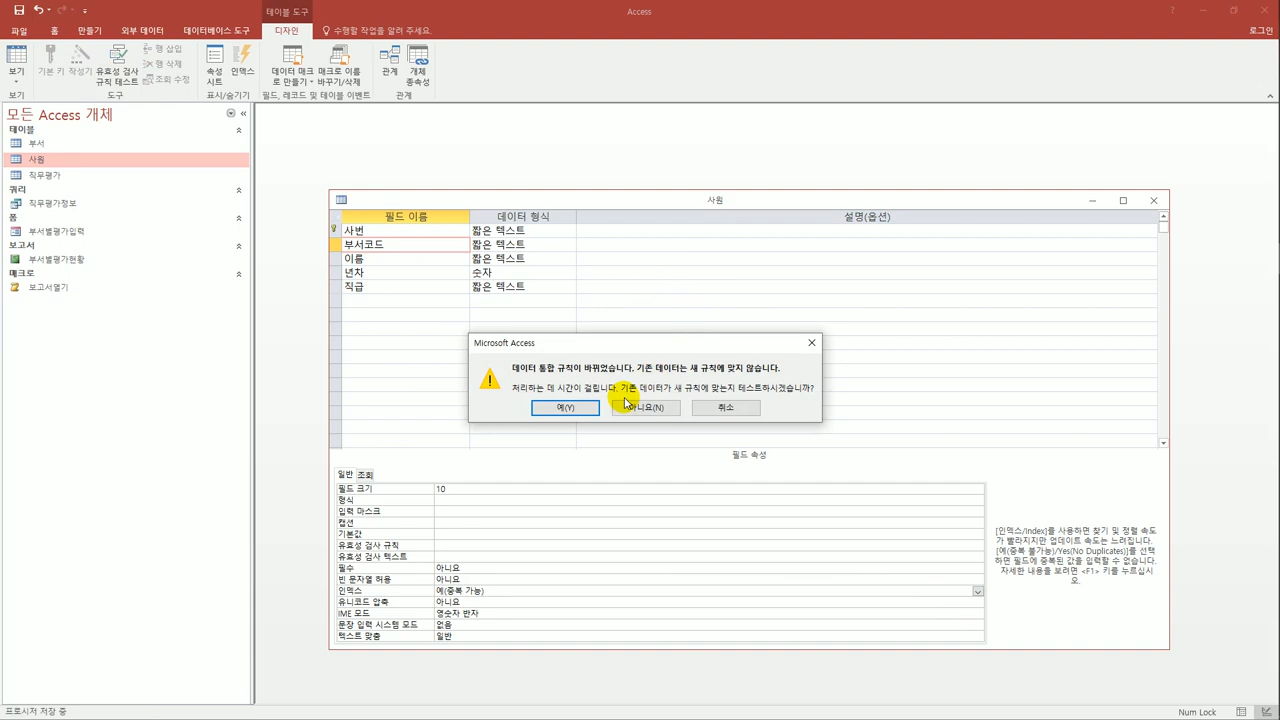 테이블 도구
Access
?
파일
홈
만들기
외부 데이터
데이터베이스 도구
디자인
수행할 작업을 알려 주세요.
로그인
보기
기본 키
작성기
유효성 검사
규칙 테스트
행 삽입
행 삭제
조회 수정
속성
시트
인덱스
데이터 매크
로 만들기
매크로 이름
바꾸기/삭제
관계
개체
종속성
보기
도구
표시/숨기기
필드, 레코드 및 테이블 이벤트
관계
모든 Access 개체
테이블
부서
사원
직무평가
쿼리
직무평가정보
폼
부서별평가입력
보고서
부서별평가현황
매크로
보고서열기
사원
필드 이름 데이터 형식 설명(옵션)
사번 짧은 텍스트
부서코드 짧은 텍스트
이름 짧은 텍스트
년차 숫자
직급 짧은 텍스트
Microsoft Access
데이터 통합 규칙이 바뀌었습니다. 기존 데이터는 새 규칙에 맞지 않습니다.
처리하는 데 시간이 걸립니다. 기존 데이터가 새 규칙에 맞는지 테스트하시겠습니까?
예(Y) 아니요(N) 취소
필드 속성
일반 조회
필드 크기 10
형식
입력 마스크
캡션
기본값
유효성 검사 규칙
유효성 검사 텍스트
필수 아니요
빈 문자열 허용 아니요
인덱스 예(중복 가능)
유니코드 압축 아니요
IME 모드 영숫자 반자
문장 입력 시스템 모드 없음
텍스트 맞춤 일반
[인덱스/Index]를 사용하면 찾기 및 정렬 속도
가 빨라지지만 업데이트 속도는 느려집니다.
[예(중복 불가능)/Yes(No Duplicates)]를 선택
하면 필드에 중복된 값을 입력할 수 없습니다.
자세한 내용을 보려면 <F1> 키를 누르십시
오.
프로시저 저장 중
Num Lock